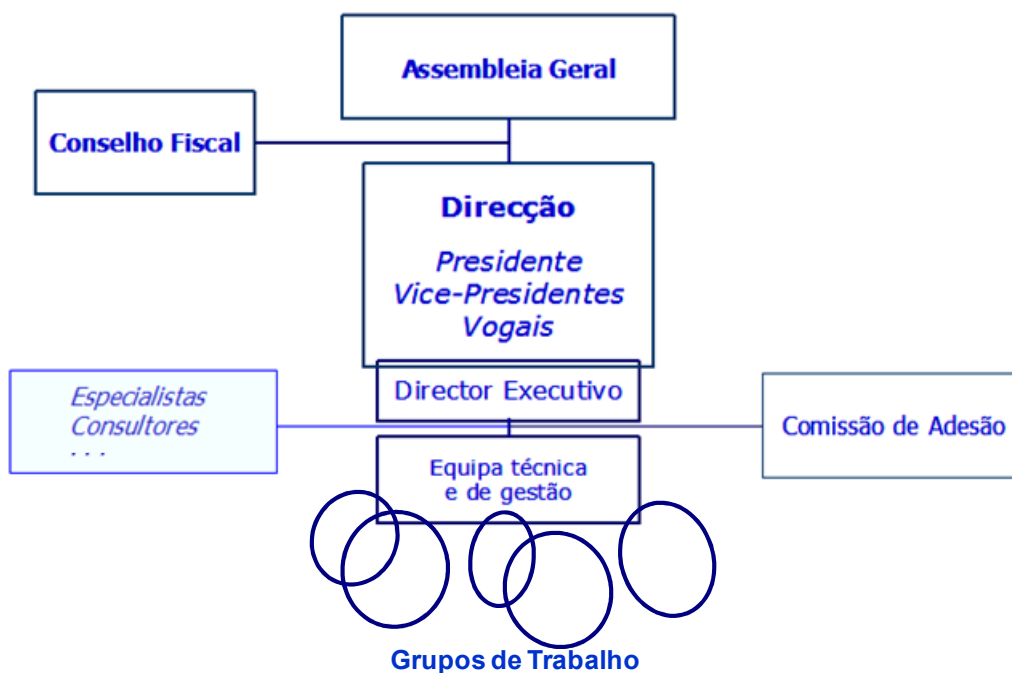 Assembleia Geral
Conselho Fiscal
Direcção
Presidente
Vice-Presidentes
Vogais
Director Executivo
Especialistas
Consultores
. . .
Comissão de Adesão
Equipa técnica
e de gestão
Grupos de Trabalho